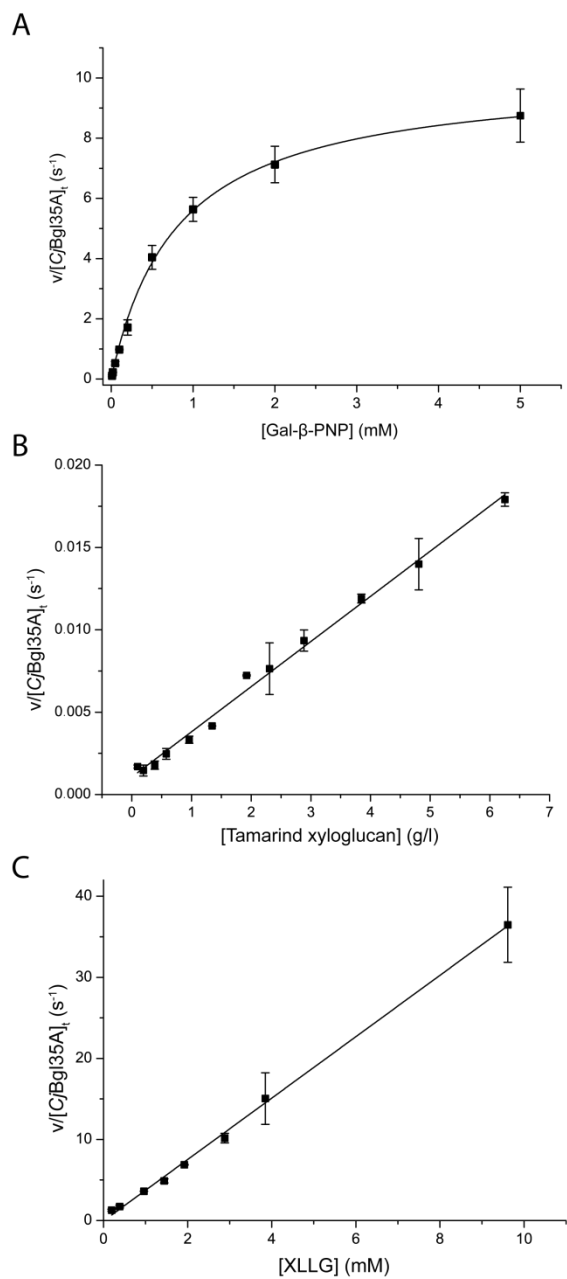 A
10
8
6
4
2
0
v/[CjBgl35A]ₜ (s⁻¹)
0 1 2 3 4 5
[Gal-β-PNP] (mM)
B
0.020
0.015
0.010
0.005
0.000
v/[CjBgl35A]ₜ (s⁻¹)
0 1 2 3 4 5 6 7
[Tamarind xyloglucan] (g/l)
C
40
30
20
10
0
v/[CjBgl35A]ₜ (s⁻¹)
0 2 4 6 8 10
[XLLG] (mM)